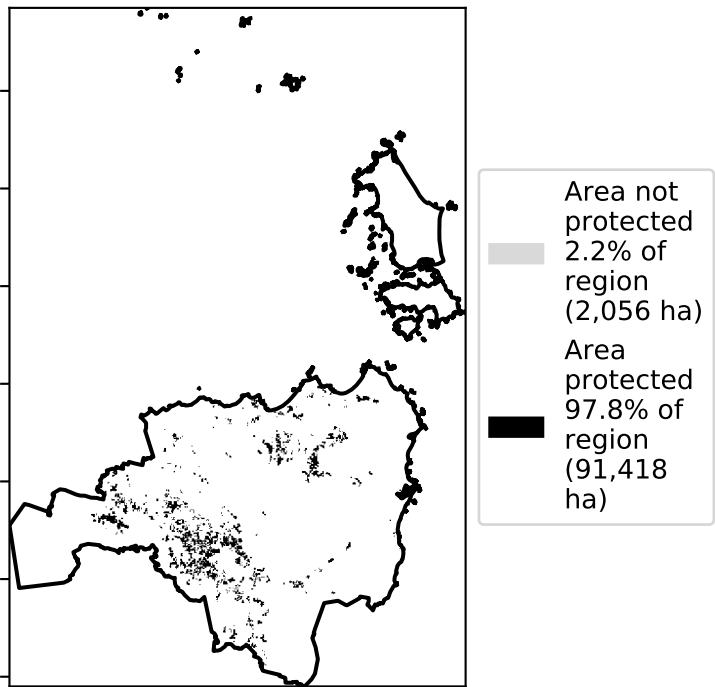 Area not
protected
2.2% of
region
(2,056 ha)
Area
protected
97.8% of
region
(91,418
ha)